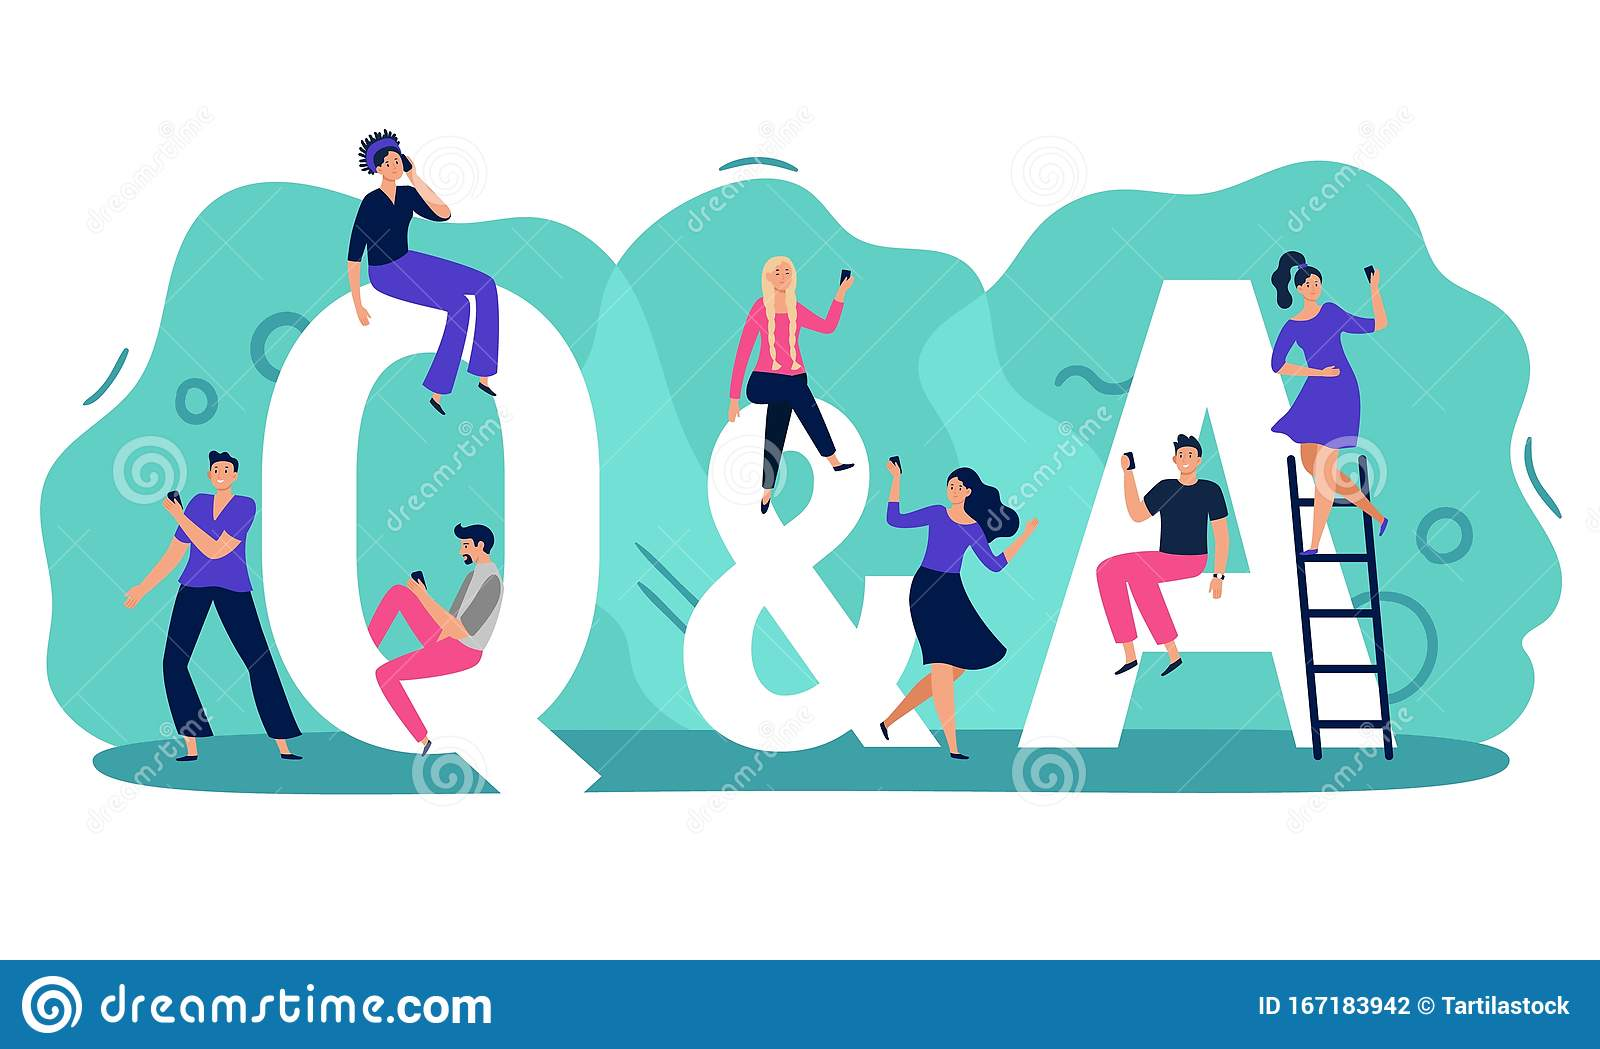 Q&A
dreamstime.com
ID 167183942 © Tartilastock